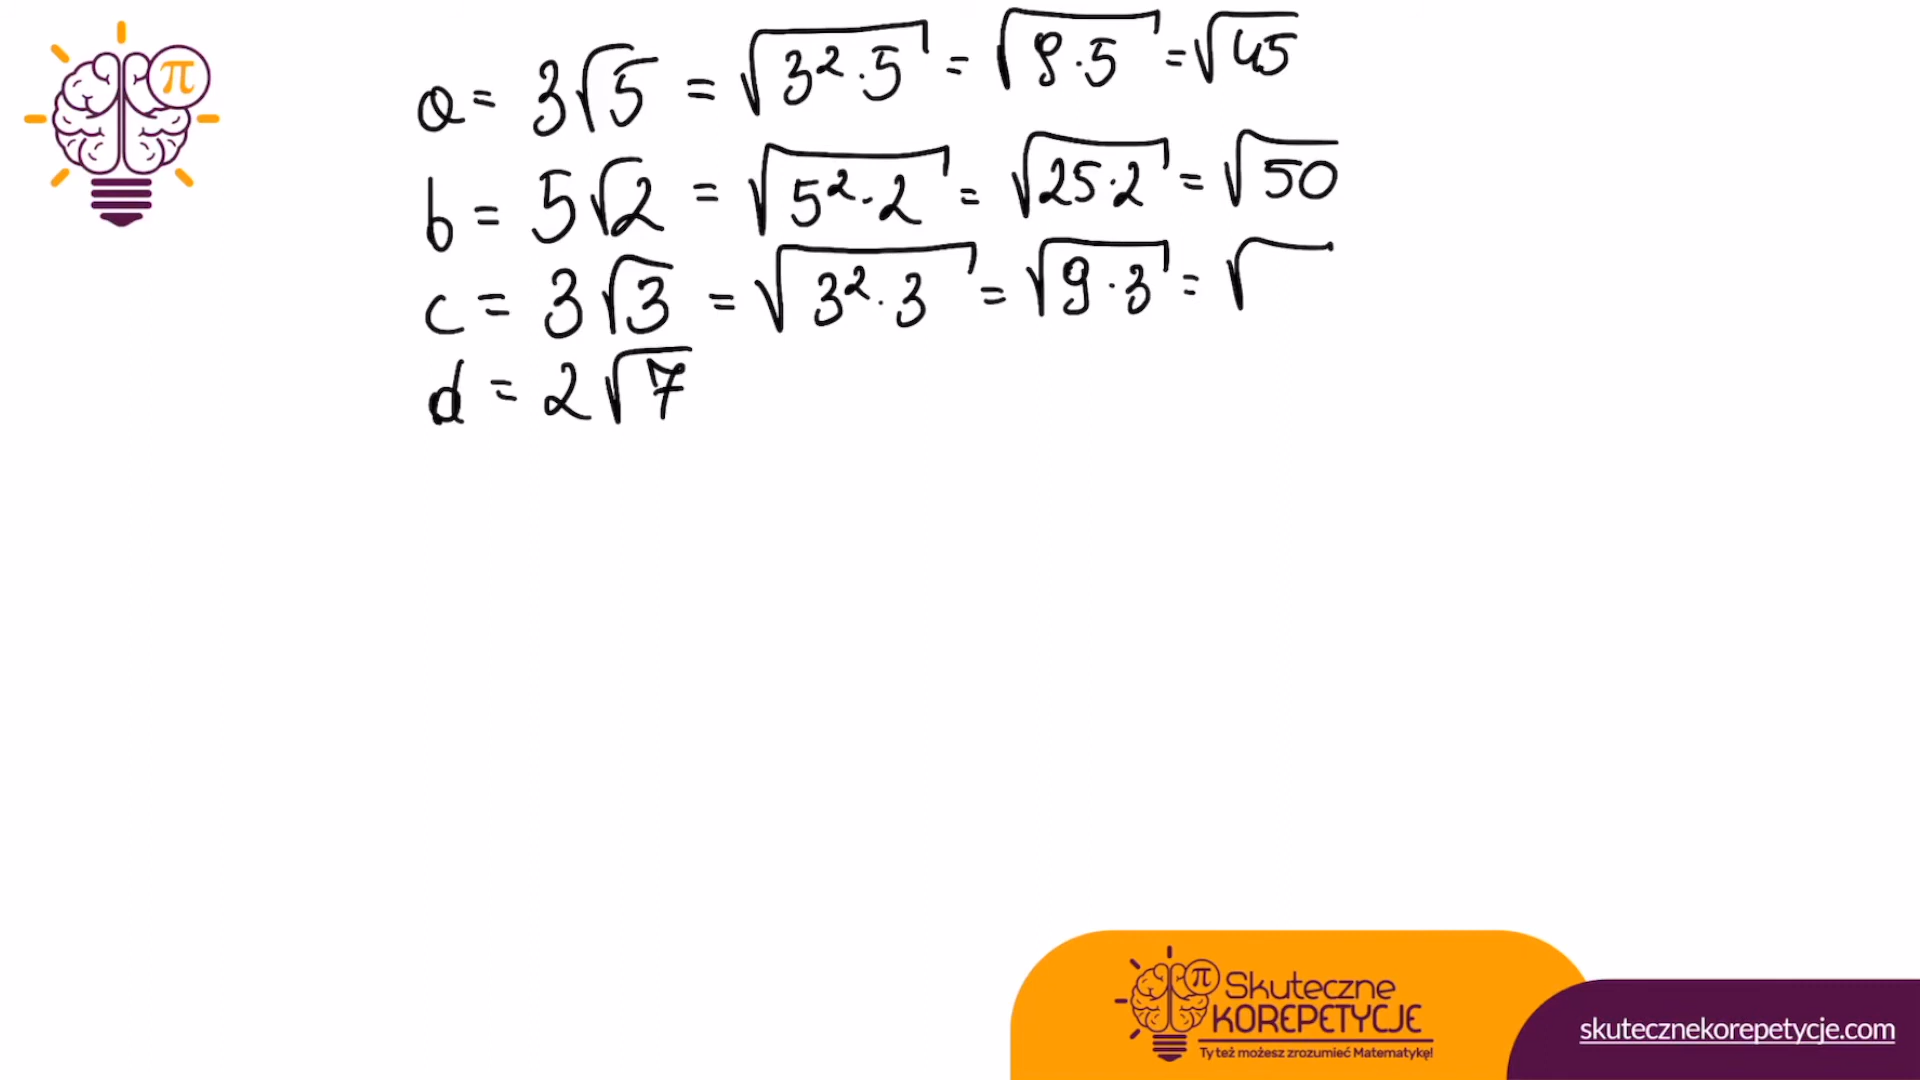 π
a = 3√5 = √3²·5 = √9·5 = √45
b = 5√2 = √5²·2 = √25·2 = √50
c = 3√3 = √3²·3 = √9·3 = √
d = 2√7
π
Skuteczne
KOREPETYCJE
Ty też możesz zrozumieć Matematykę!
skutecznekorepetycje.com